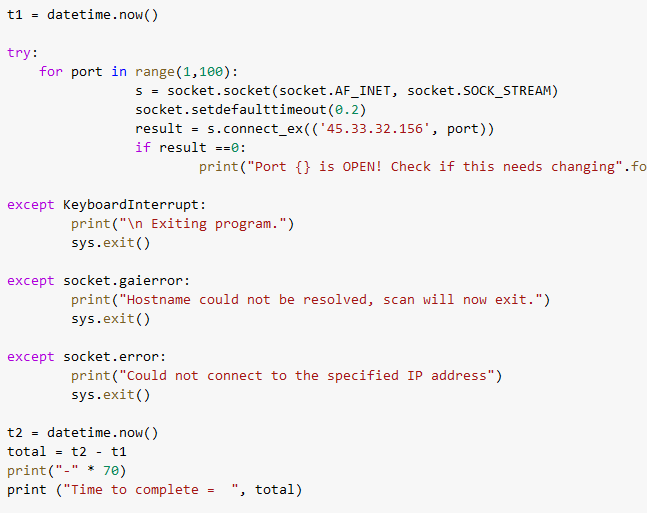 t1 = datetime.now()
try:
    for port in range(1,100):
                s = socket.socket(socket.AF_INET, socket.SOCK_STREAM)
                socket.setdefaulttimeout(0.2)
                result = s.connect_ex(('45.33.32.156', port))
                if result ==0:
                        print("Port {} is OPEN! Check if this needs changing".fo
except KeyboardInterrupt:
        print("\n Exiting program.")
        sys.exit()
except socket.gaierror:
        print("Hostname could not be resolved, scan will now exit.")
        sys.exit()
except socket.error:
        print("Could not connect to the specified IP address")
        sys.exit()
t2 = datetime.now()
total = t2 - t1
print("-" * 70)
print ("Time to complete =  ", total)